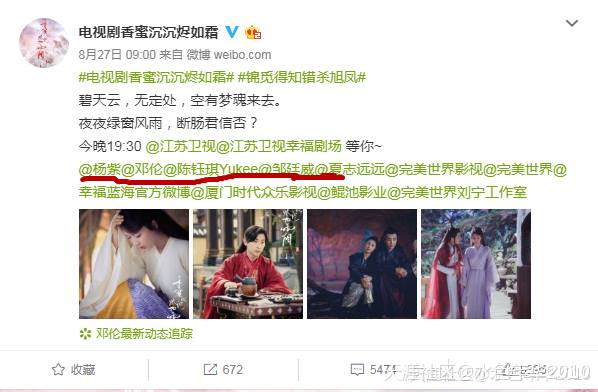 电视剧香蜜沉沉烬如霜
8月27日 09:00 来自 微博 weibo.com
#电视剧香蜜沉沉烬如霜# #锦觅得知错杀旭凤#
碧天云，无定处，空有梦魂来去。
夜夜绿窗风雨，断肠君信否？
今晚19:30 @江苏卫视@江苏卫视幸福剧场 等你~
@杨紫@邓伦@陈钰琪Yukee@邹廷威@夏志远远@完美世界影视@完美世界@
幸福蓝海官方微博@厦门时代众乐影视@鲲池影业@完美世界刘宁工作室
邓伦最新动态追踪
收藏
672
5474
天涯社区@水
2010